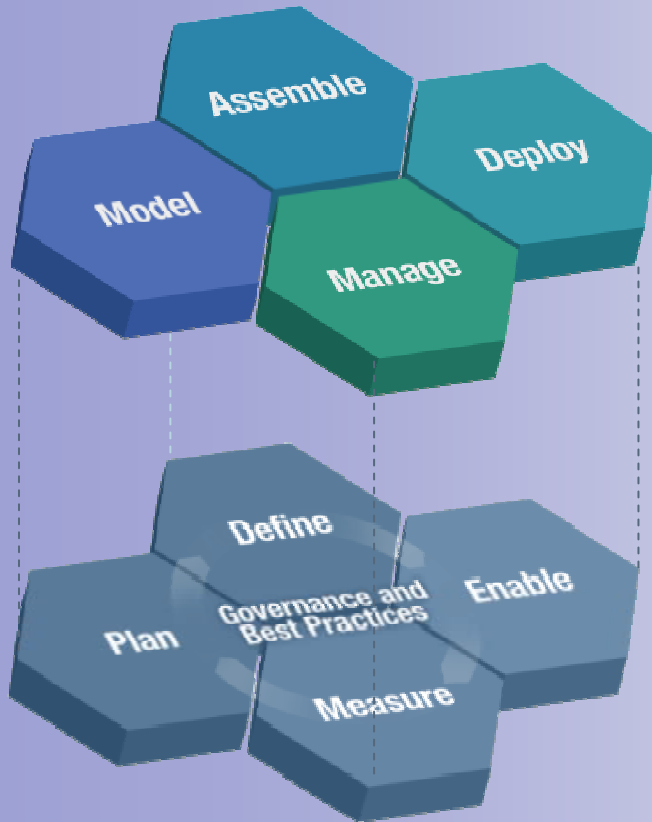 Assemble
Deploy
Model
Manage
Define
Enable
Governance and
Best Practices
Plan
Measure